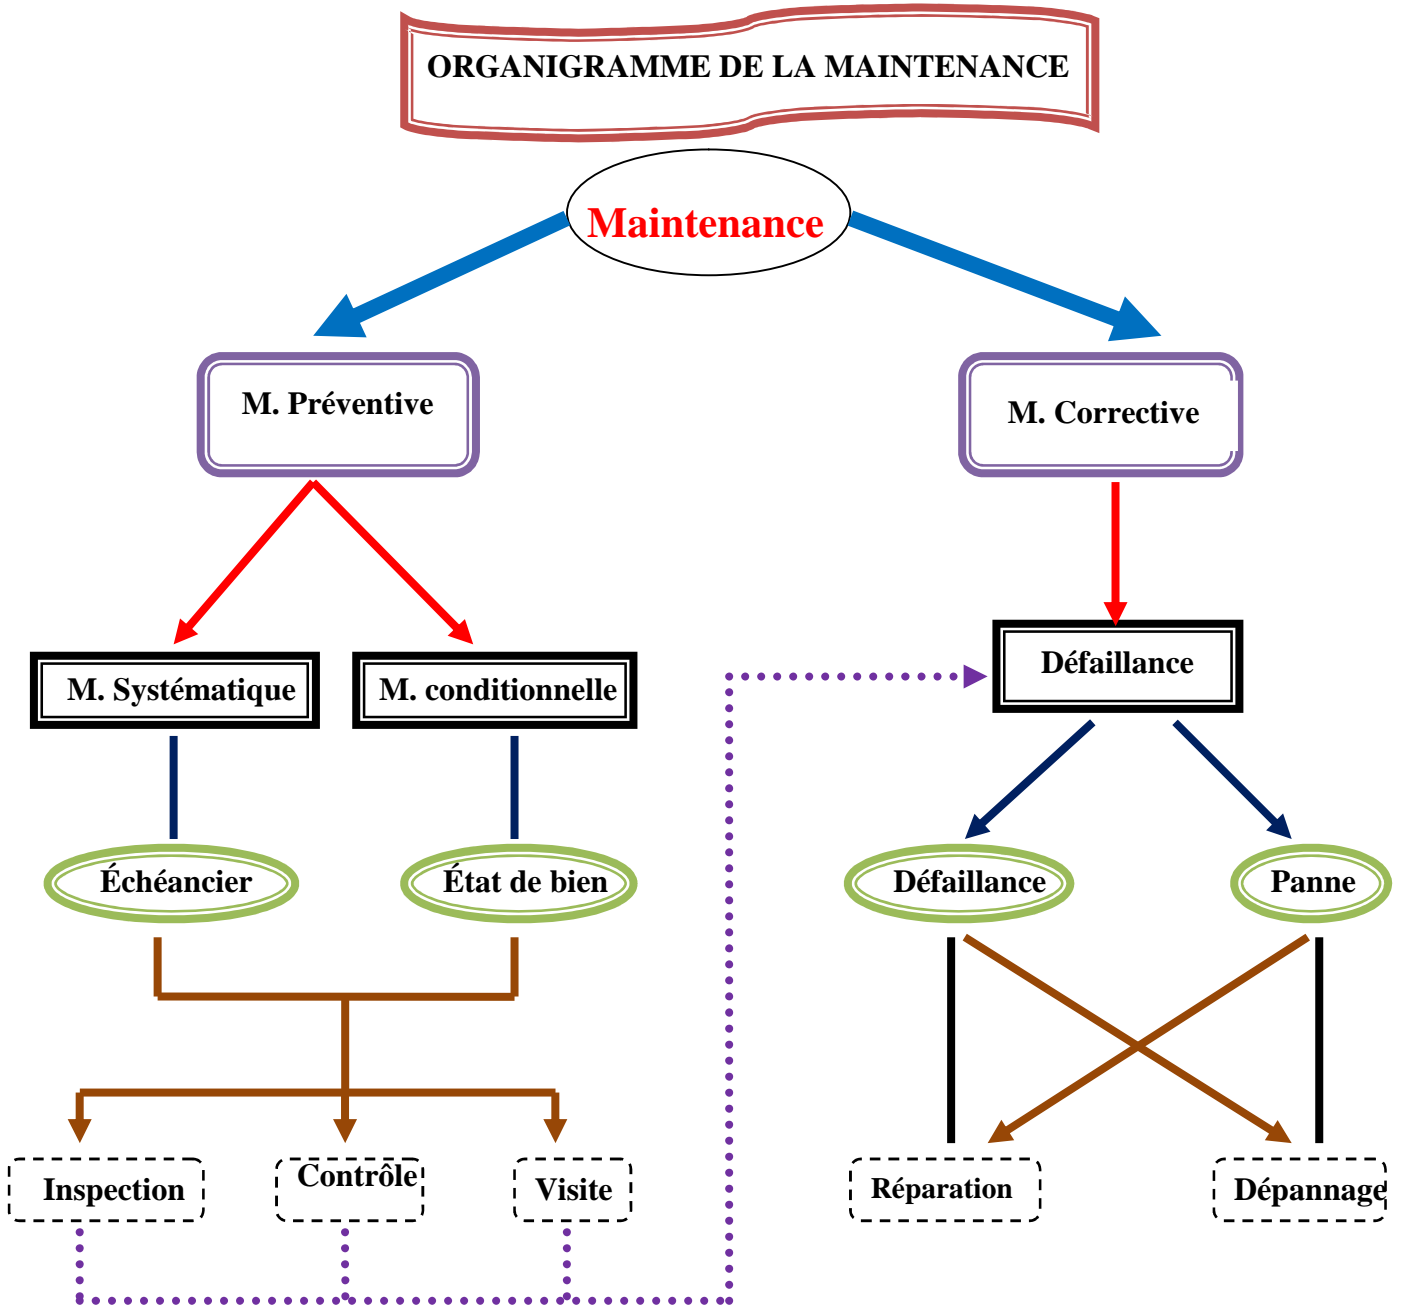 ORGANIGRAMME DE LA MAINTENANCE
Maintenance
M. Préventive
M. Corrective
M. Systématique
M. conditionnelle
Défaillance
Échéancier
État de bien
Défaillance
Panne
Inspection
Contrôle
Visite
Réparation
Dépannage